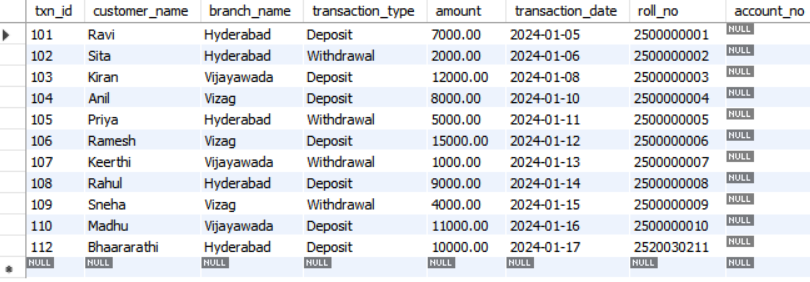 txn_id customer_name branch_name transaction_type amount transaction_date roll_no account_no
101 Ravi Hyderabad Deposit 7000.00 2024-01-05 2500000001 NULL
102 Sita Hyderabad Withdrawal 2000.00 2024-01-06 2500000002 NULL
103 Kiran Vijayawada Deposit 12000.00 2024-01-08 2500000003 NULL
104 Anil Vizag Deposit 8000.00 2024-01-10 2500000004 NULL
105 Priya Hyderabad Withdrawal 5000.00 2024-01-11 2500000005 NULL
106 Ramesh Vizag Deposit 15000.00 2024-01-12 2500000006 NULL
107 Keerthi Vijayawada Withdrawal 1000.00 2024-01-13 2500000007 NULL
108 Rahul Hyderabad Deposit 9000.00 2024-01-14 2500000008 NULL
109 Sneha Vizag Withdrawal 4000.00 2024-01-15 2500000009 NULL
110 Madhu Vijayawada Deposit 11000.00 2024-01-16 2500000010 NULL
112 Bhaararathi Hyderabad Deposit 10000.00 2024-01-17 2520030211 NULL
NULL NULL NULL NULL NULL NULL NULL NULL